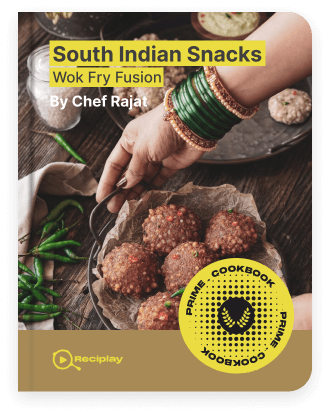 South Indian Snacks
Wok Fry Fusion
By Chef Rajat
PRIME COOKBOOK
PRIME COOKBOOK
Reciplay